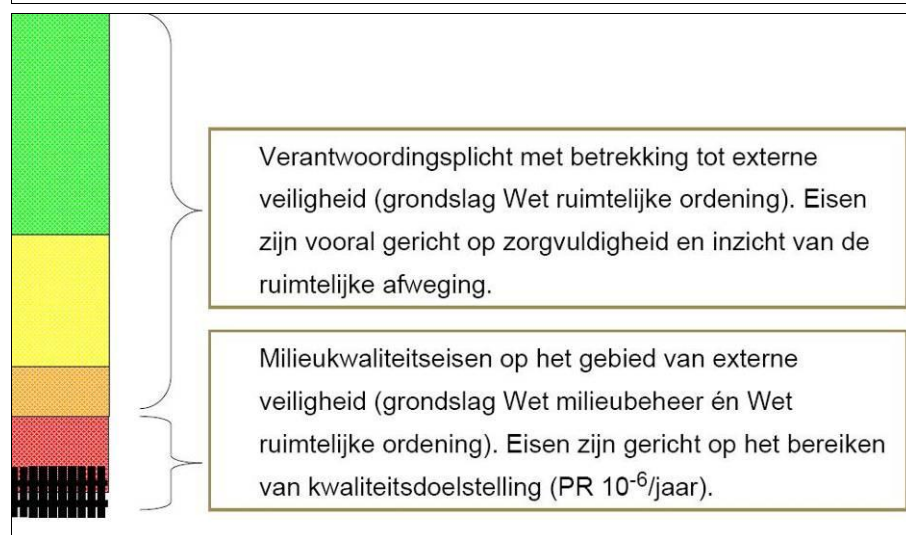 Verantwoordingsplicht met betrekking tot externe
veiligheid (grondslag Wet ruimtelijke ordening). Eisen
zijn vooral gericht op zorgvuldigheid en inzicht van de
ruimtelijke afweging.
Milieukwaliteitseisen op het gebied van externe
veiligheid (grondslag Wet milieubeheer én Wet
ruimtelijke ordening). Eisen zijn gericht op het bereiken
van kwaliteitsdoelstelling (PR 10⁻⁶/jaar).